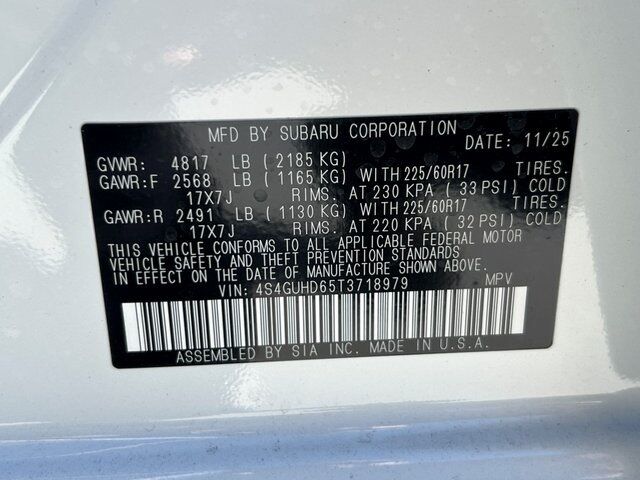 MFD BY SUBARU CORPORATION DATE: 11/25
GVWR: 4817 LB (2185 KG)
GAWR:F 2568 LB (1165 KG) WITH 225/60R17 TIRES.
17X7J RIMS. AT 230 KPA (33 PSI) COLD
GAWR:R 2491 LB (1130 KG) WITH 225/60R17 TIRES.
17X7J RIMS. AT 220 KPA (32 PSI) COLD
THIS VEHICLE CONFORMS TO ALL APPLICABLE FEDERAL MOTOR
VEHICLE SAFETY AND THEFT PREVENTION STANDARDS
IN EFFECT ON THE DATE OF MANUFACTURE SHOWN ABOVE.
VIN: 4S4GUHD65T3718979 MPV
ASSEMBLED BY SIA INC. MADE IN U.S.A.